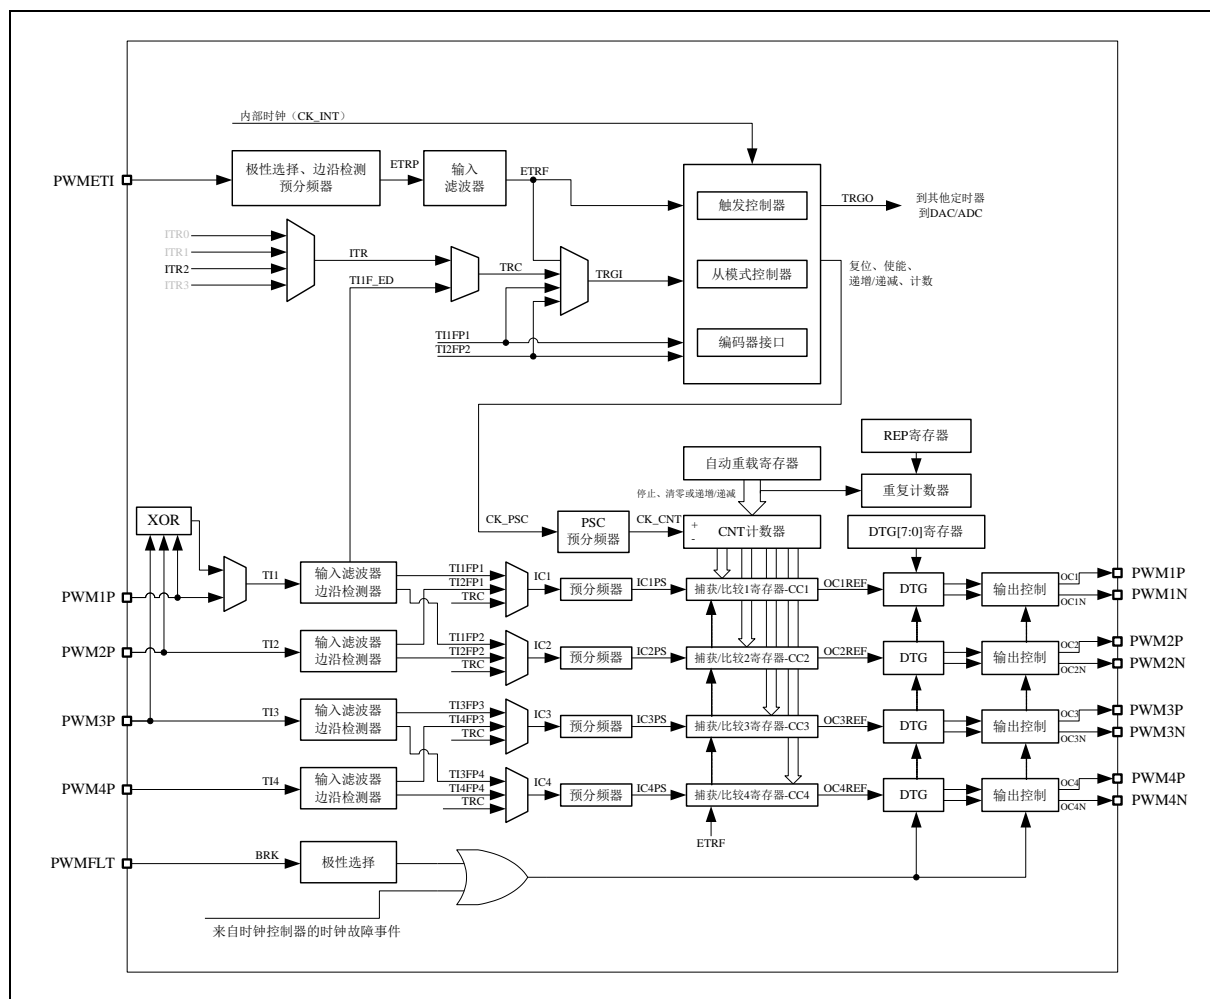 内部时钟（CK_INT）
PWMETI
极性选择、边沿检测
预分频器
ETRP
输入
滤波器
ETRF
触发控制器
TRGO
到其他定时器
到DAC/ADC
ITR0
ITR1
ITR2
ITR3
ITR
TI1F_ED
TRC
TRGI
从模式控制器
复位、使能、
递增/递减、计数
TI1FP1
TI2FP2
编码器接口
REP寄存器
自动重载寄存器
重复计数器
停止、清零或递增/递减
CK_PSC
PSC
预分频器
CK_CNT
+
-
CNT计数器
DTG[7:0]寄存器
XOR
PWM1P
TI1
输入滤波器
边沿检测器
TI1FP1
TI2FP1
TRC
IC1
预分频器
IC1PS
捕获/比较1寄存器-CC1
OC1REF
DTG
输出控制
OC1
OC1N
PWM1P
PWM1N
PWM2P
TI2
输入滤波器
边沿检测器
TI1FP2
TI2FP2
TRC
IC2
预分频器
IC2PS
捕获/比较2寄存器-CC2
OC2REF
DTG
输出控制
OC2
OC2N
PWM2P
PWM2N
PWM3P
TI3
输入滤波器
边沿检测器
TI3FP3
TI4FP3
TRC
IC3
预分频器
IC3PS
捕获/比较3寄存器-CC3
OC3REF
DTG
输出控制
OC3
OC3N
PWM3P
PWM3N
PWM4P
TI4
输入滤波器
边沿检测器
TI3FP4
TI4FP4
TRC
IC4
预分频器
IC4PS
捕获/比较4寄存器-CC4
OC4REF
DTG
输出控制
OC4
OC4N
PWM4P
PWM4N
ETRF
PWMFLT
BRK
极性选择
来自时钟控制器的时钟故障事件